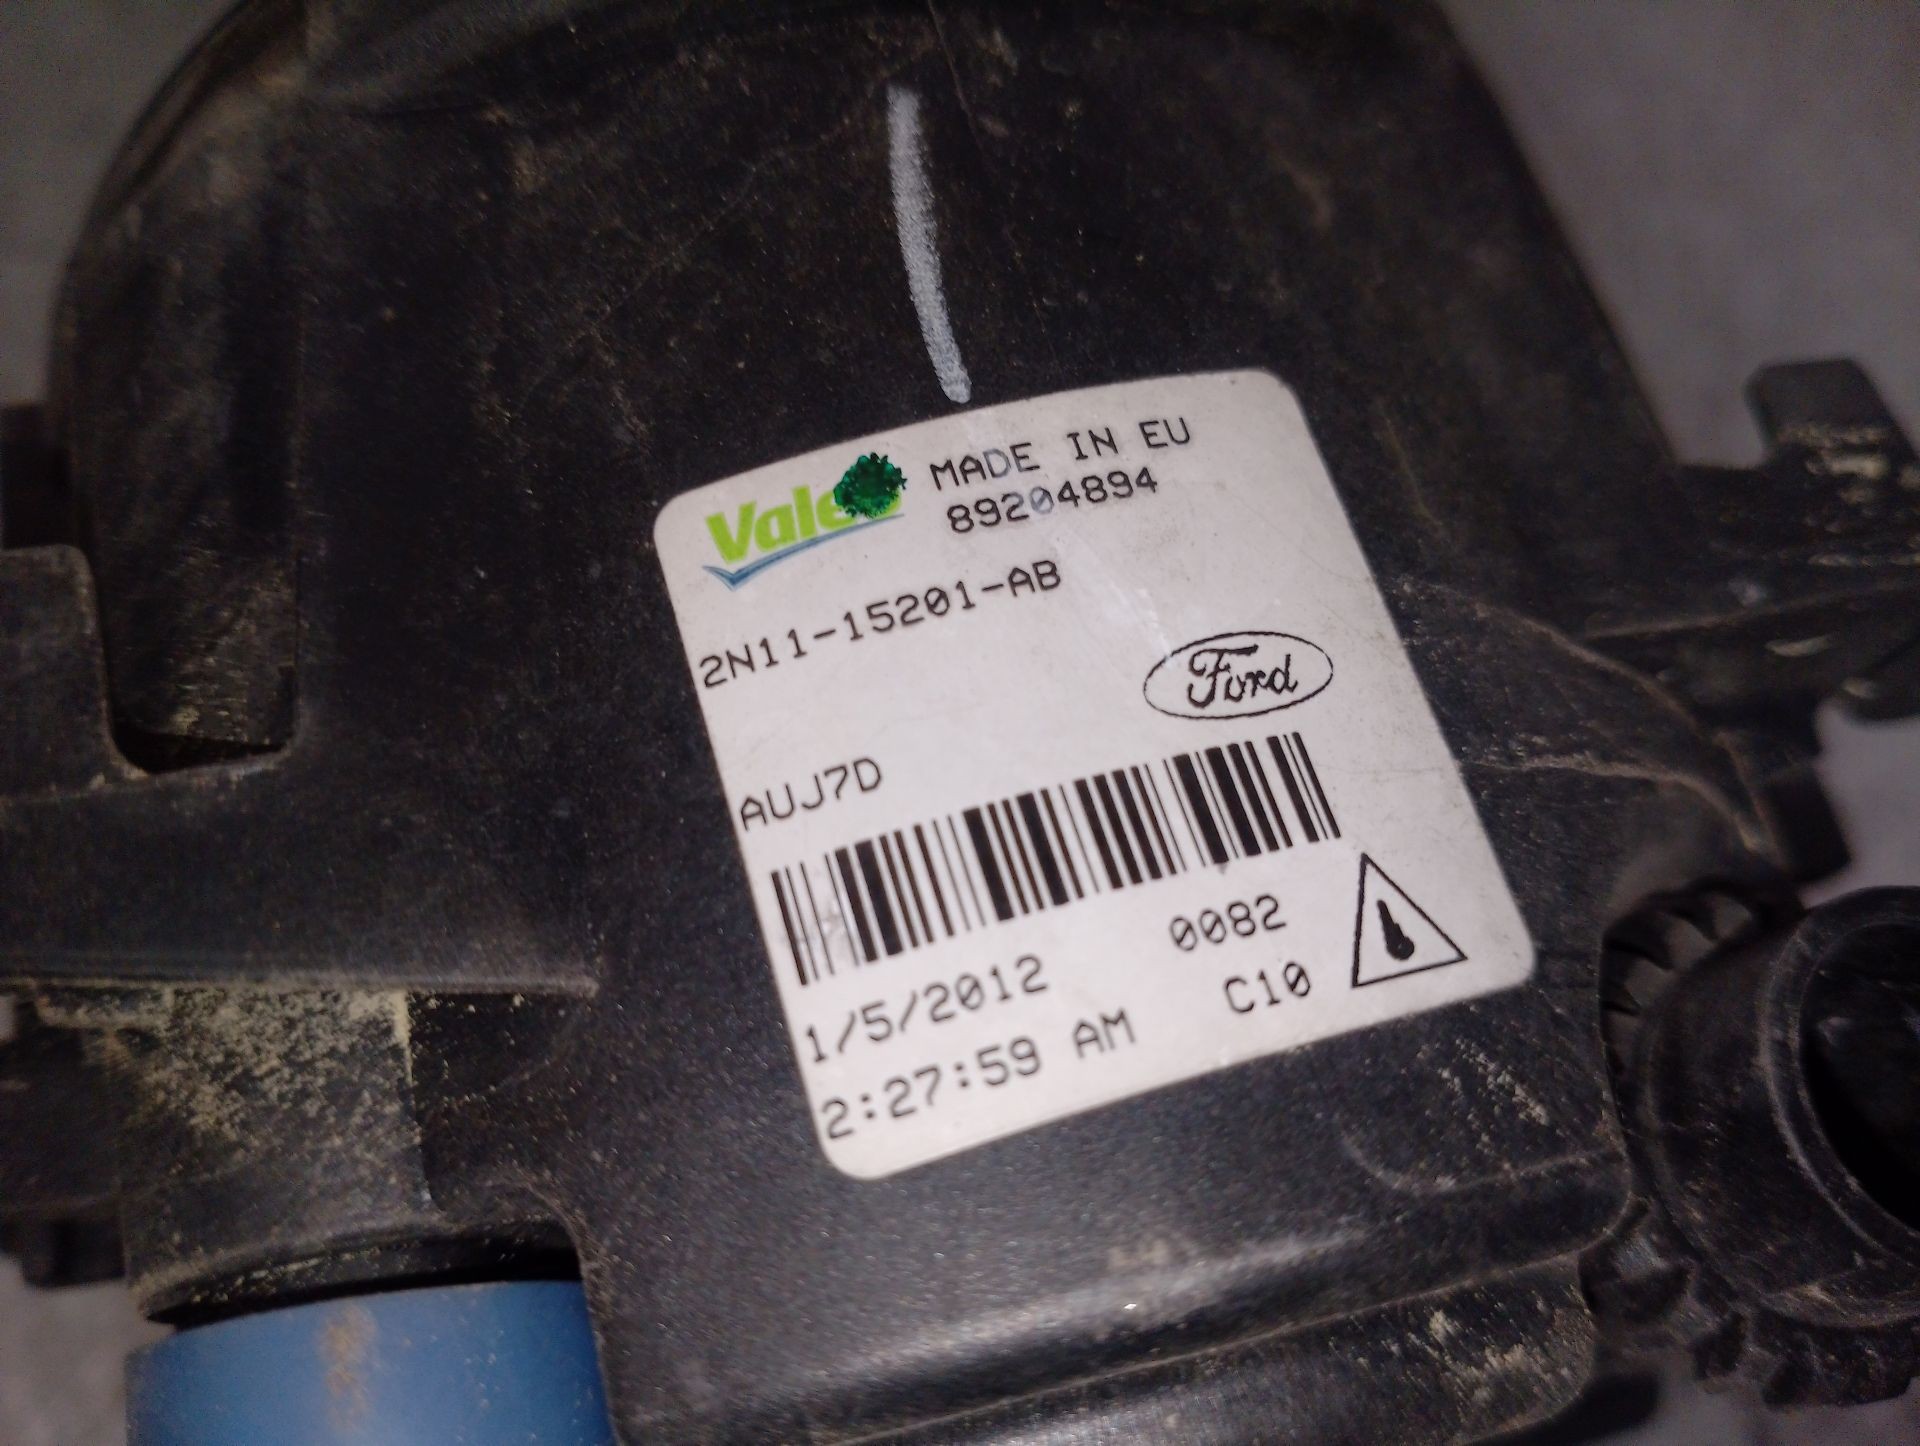 Valeo MADE IN EU
89204894
2N11-15201-AB
Ford
AUJ7D
1/5/2012 0082
2:27:59 AM C10